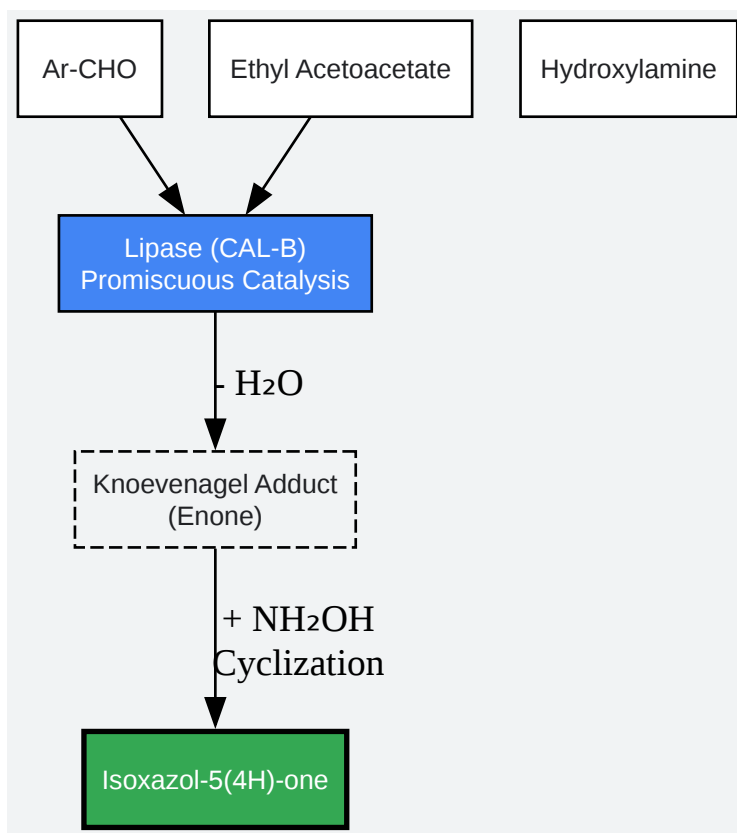 Ar-CHO
Ethyl Acetoacetate
Hydroxylamine
Lipase (CAL-B)
Promiscuous Catalysis
- H₂O
Knoevenagel Adduct
(Enone)
+ NH₂OH
Cyclization
Isoxazol-5(4H)-one